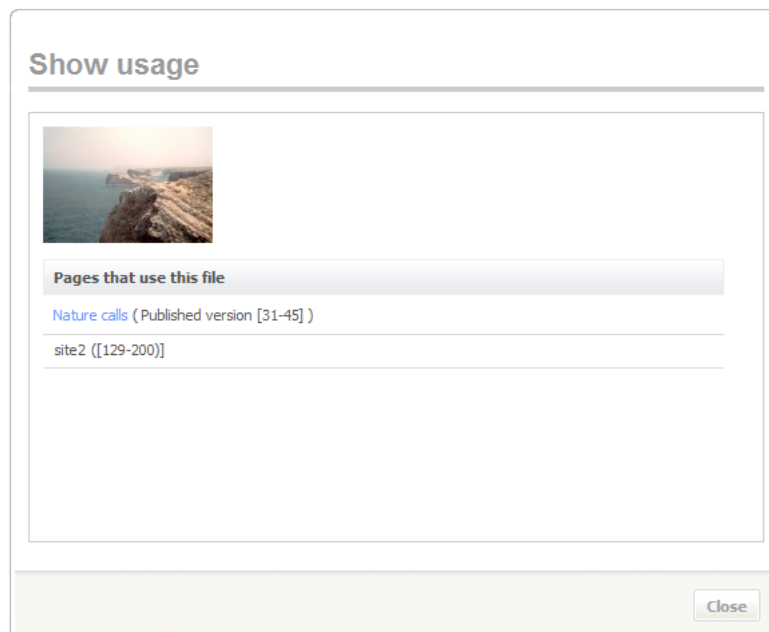 Show usage
Pages that use this file
Nature calls ( Published version [31-45] )
site2 ([129-200)]
Close